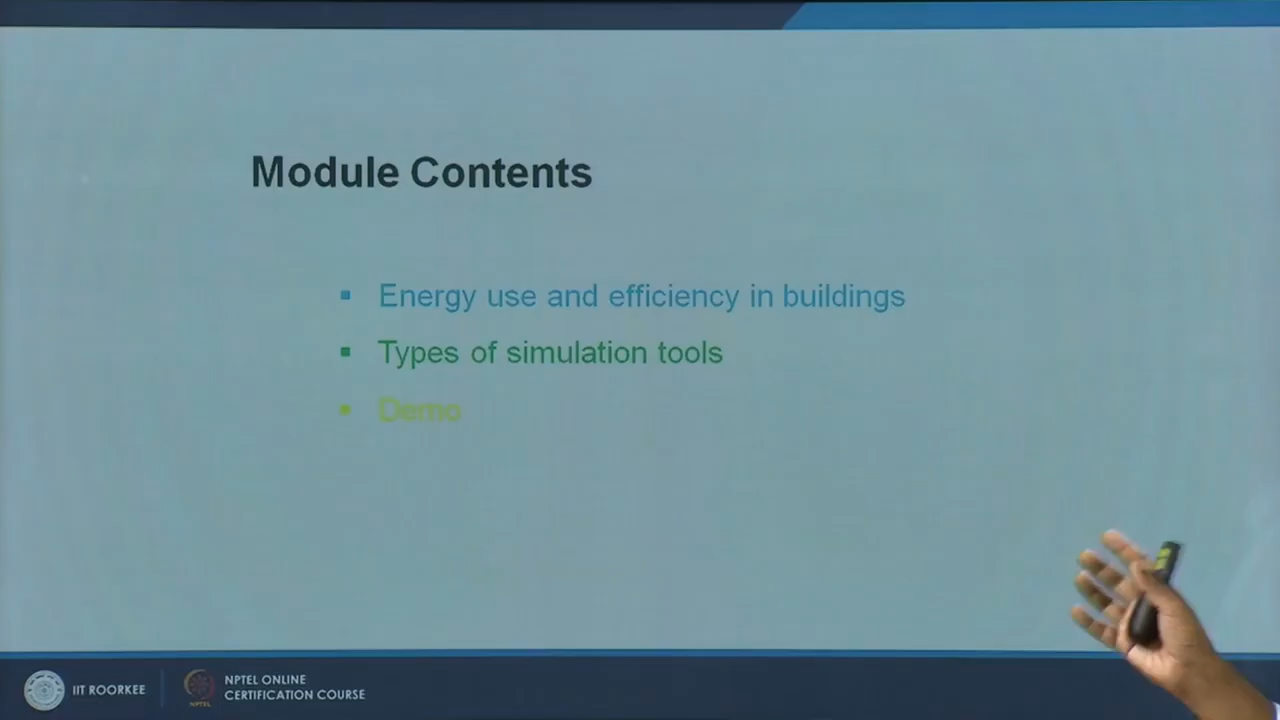 Module Contents
▪ Energy use and efficiency in buildings
▪ Types of simulation tools
▪ Demo
IIT ROORKEE
NPTEL
NPTEL ONLINE
CERTIFICATION COURSE